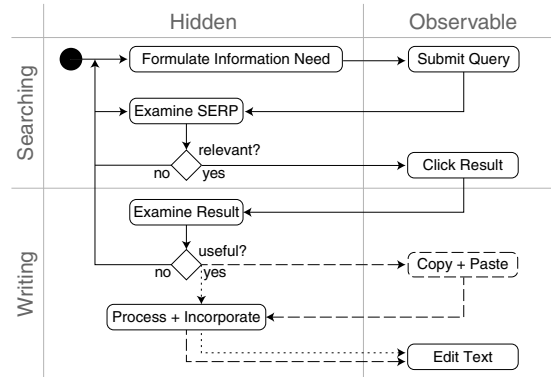 Hidden
Observable
Searching
Formulate Information Need
Submit Query
Examine SERP
relevant?
no
yes
Click Result
Writing
Examine Result
useful?
no
yes
Copy + Paste
Process + Incorporate
Edit Text